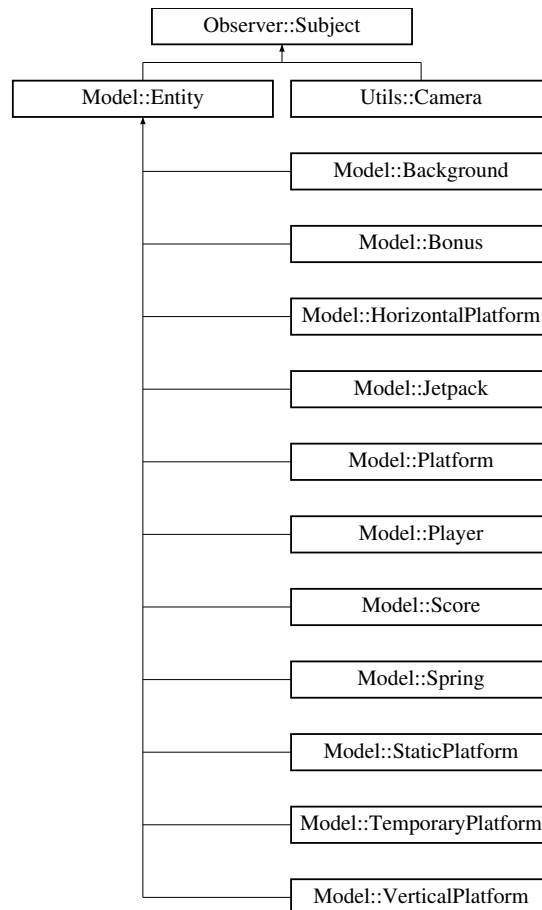 Observer::Subject
Model::Entity
Utils::Camera
Model::Background
Model::Bonus
Model::HorizontalPlatform
Model::Jetpack
Model::Platform
Model::Player
Model::Score
Model::Spring
Model::StaticPlatform
Model::TemporaryPlatform
Model::VerticalPlatform